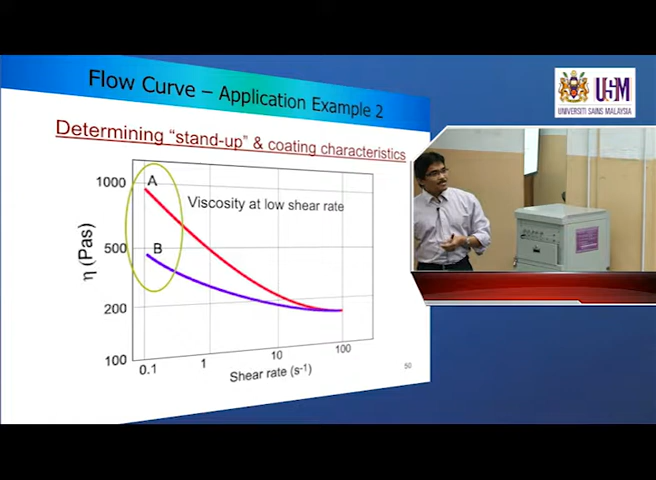 Flow Curve – Application Example 2
USM
UNIVERSITI SAINS MALAYSIA
Determining “stand-up” & coating characteristics
1000
A
Viscosity at low shear rate
η (Pas)
500
B
200
100
0.1
1
10
100
Shear rate (s-1)
50